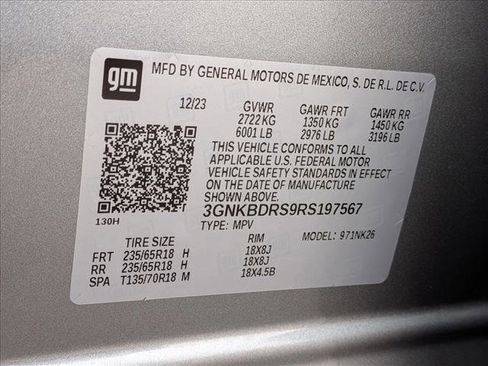 gm MFD BY GENERAL MOTORS DE MEXICO, S. DE R.L. DE C.V.
12/23 GVWR GAWR FRT GAWR RR
2722 KG 1350 KG 1450 KG
6001 LB 2976 LB 3196 LB
THIS VEHICLE CONFORMS TO ALL
APPLICABLE U.S. FEDERAL MOTOR
VEHICLE SAFETY STANDARDS IN EFFECT
ON THE DATE OF MANUFACTURE
3GNKBDRS9RS197567
130H TYPE: MPV MODEL: 971NK26
TIRE SIZE RIM
FRT 235/65R18 H 18X8J
RR 235/65R18 H 18X8J
SPA T135/70R18 M 18X4.5B